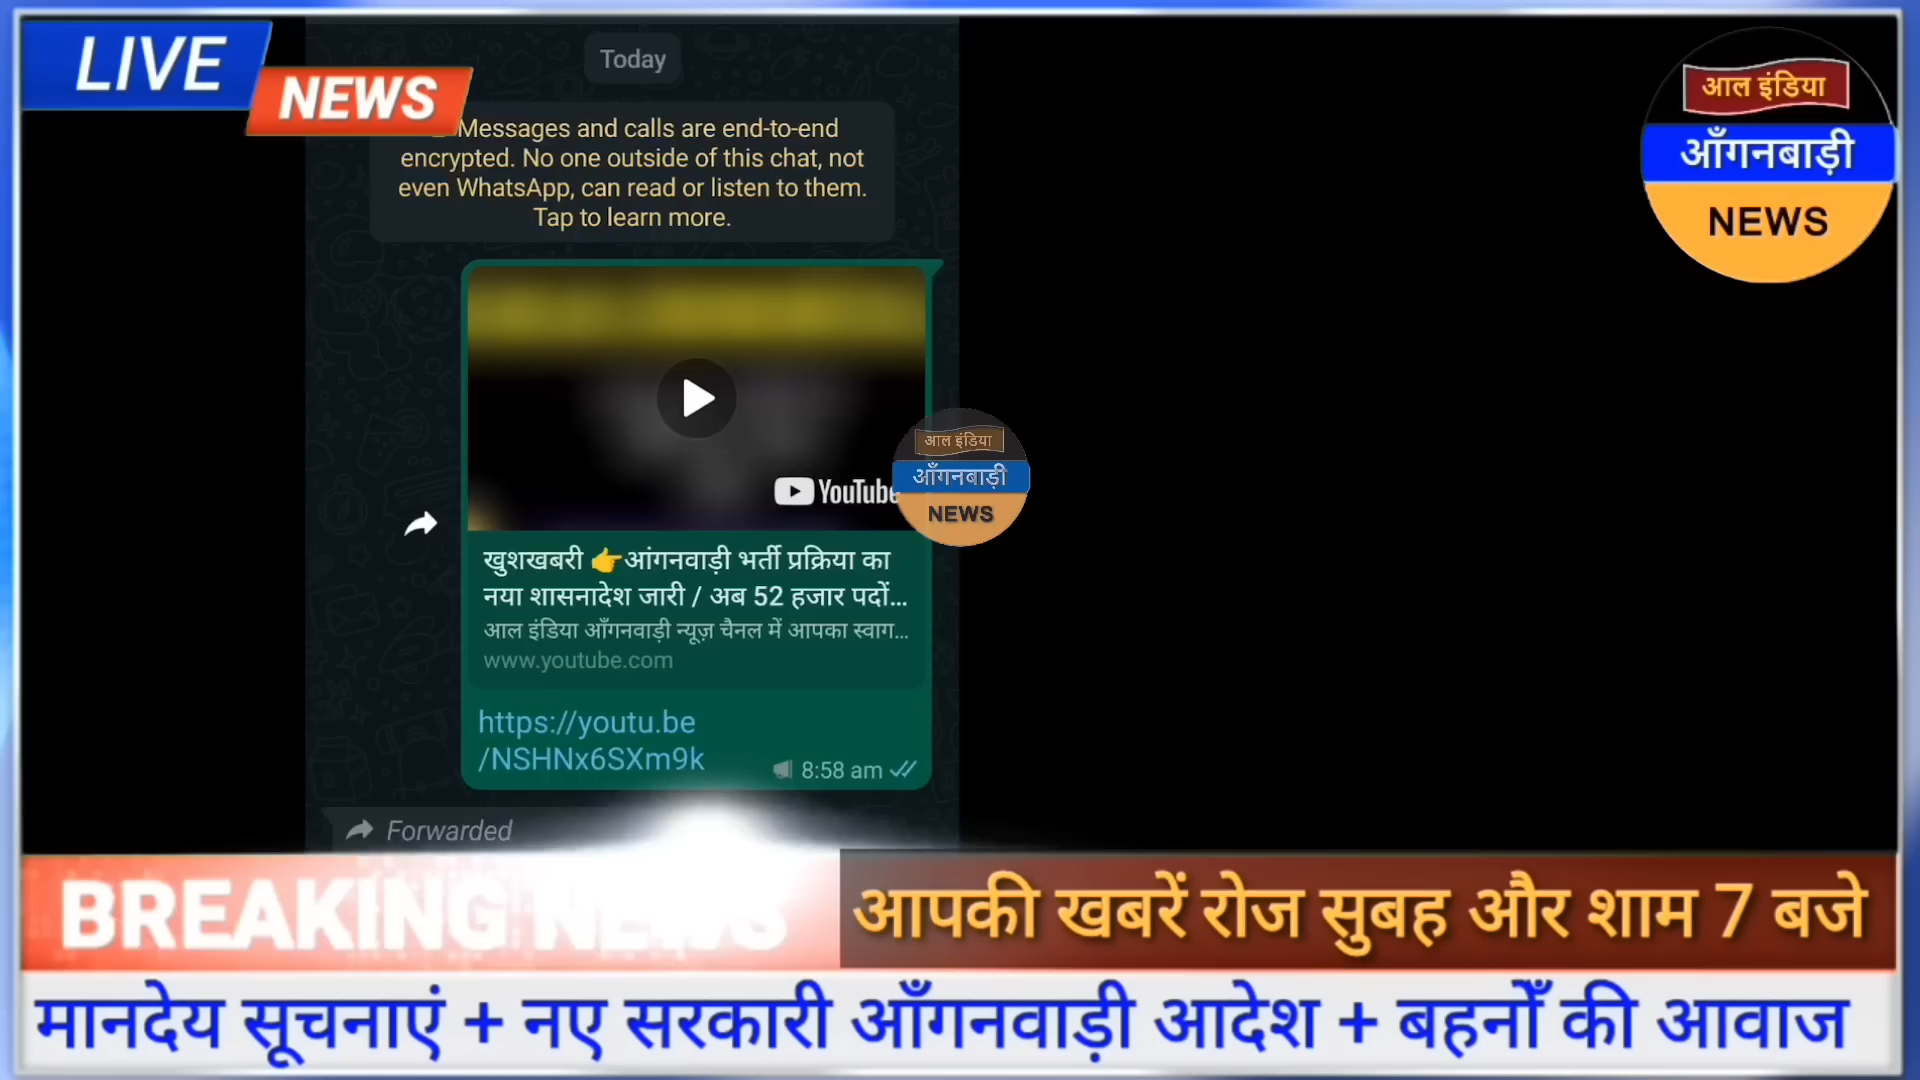 LIVE
NEWS
Today
Messages and calls are end-to-end
encrypted. No one outside of this chat, not
even WhatsApp, can read or listen to them.
Tap to learn more.
आल इंडिया
आँगनबाड़ी
NEWS
YouTube
आल इंडिया
आँगनबाड़ी
NEWS
खुशखबरी 👉आंगनवाड़ी भर्ती प्रक्रिया का
नया शासनादेश जारी / अब 52 हजार पदों...
आल इंडिया आँगनवाड़ी न्यूज़ चैनल में आपका स्वाग...
www.youtube.com
https://youtu.be
/NSHNx6SXm9k
8:58 am
Forwarded
BREAKING NEWS
आपकी खबरें रोज सुबह और शाम 7 बजे
मानदेय सूचनाएं + नए सरकारी आँगनवाड़ी आदेश + बहनोँ की आवाज